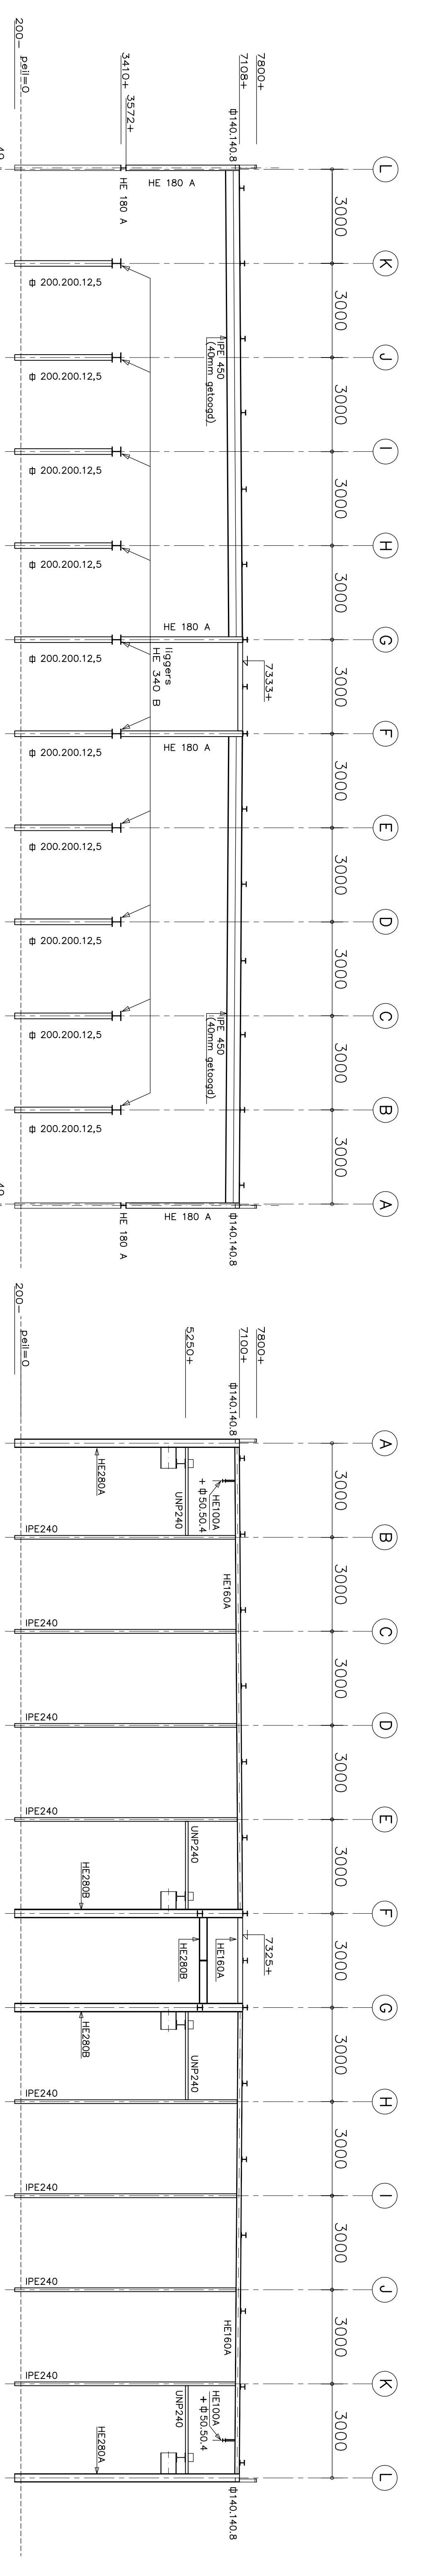 L
K
J
I
H
G
F
E
D
C
B
A
3000
3000
3000
3000
3000
3000
3000
3000
3000
3000
3000
7800+
7108+
3572+
3410+
peil=0
200-
⌀140.140.8
HE 180 A
HE 180 A
IPE 450
(40mm getoogd)
HE 180 A
7333+
liggers
HE 340 B
HE 180 A
IPE 450
(40mm getoogd)
⌀140.140.8
HE 180 A
HE 180 A
⌀ 200.200.12,5
⌀ 200.200.12,5
⌀ 200.200.12,5
⌀ 200.200.12,5
⌀ 200.200.12,5
⌀ 200.200.12,5
⌀ 200.200.12,5
⌀ 200.200.12,5
⌀ 200.200.12,5
⌀ 200.200.12,5
A
B
C
D
E
F
G
H
I
J
K
L
3000
3000
3000
3000
3000
3000
3000
3000
3000
3000
3000
7800+
7100+
5250+
peil=0
200-
⌀140.140.8
HE100A
+ ⌀ 50.50.4
UNP240
HE280A
HE160A
IPE240
IPE240
IPE240
IPE240
UNP240
HE280B
7325+
HE160A
HE280B
UNP240
HE280B
IPE240
IPE240
IPE240
IPE240
HE160A
HE100A
+ ⌀ 50.50.4
UNP240
HE280A
⌀140.140.8